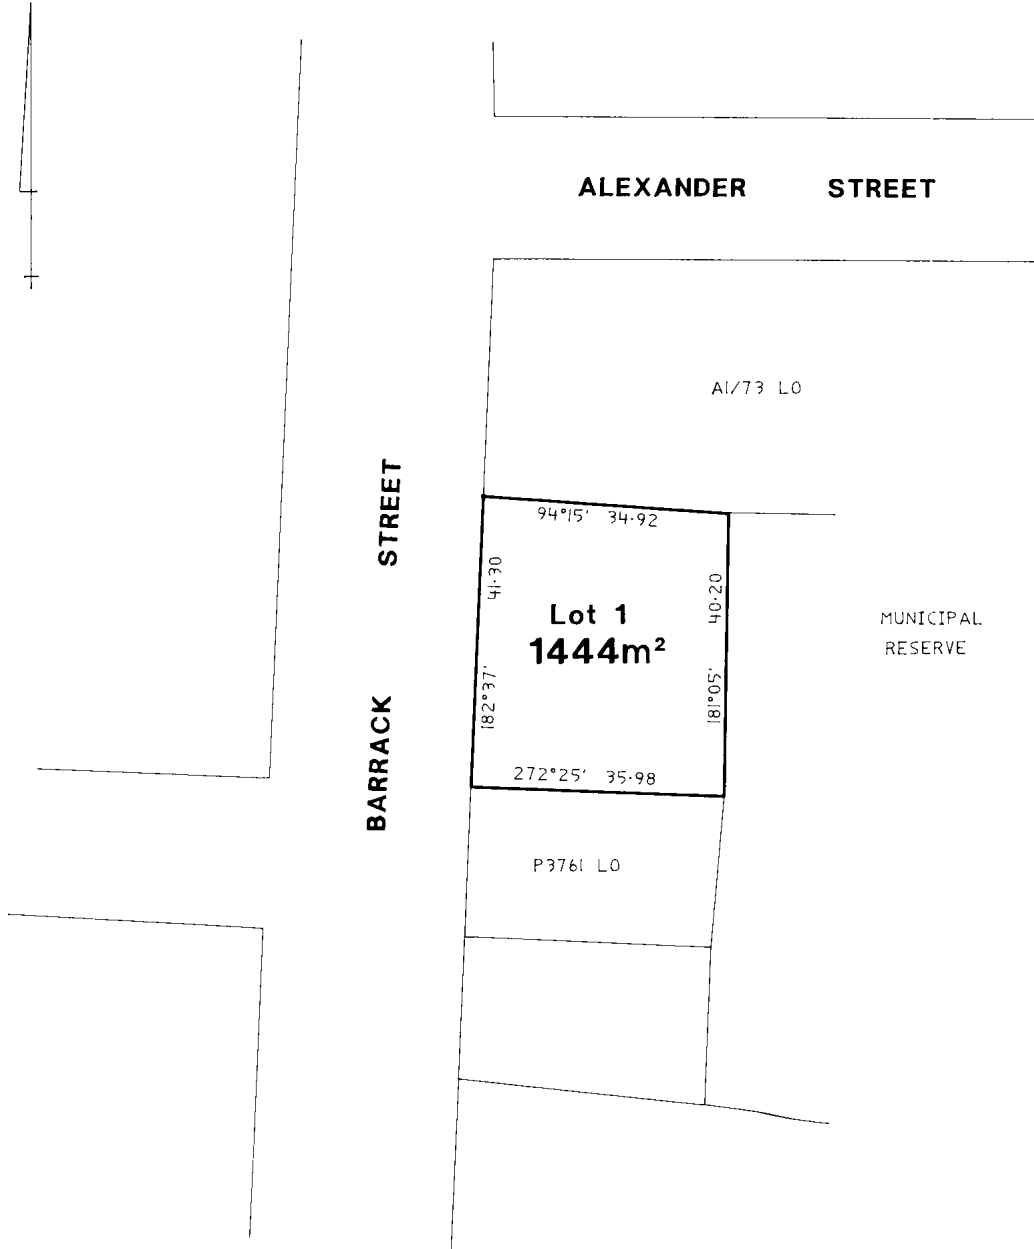 ALEXANDER STREET
A1/73 LO
BARRACK STREET
94°15' 34·92
182°37' 41·30
Lot 1
1444m²
181°05' 40·20
MUNICIPAL
RESERVE
272°25' 35·98
P3761 LO